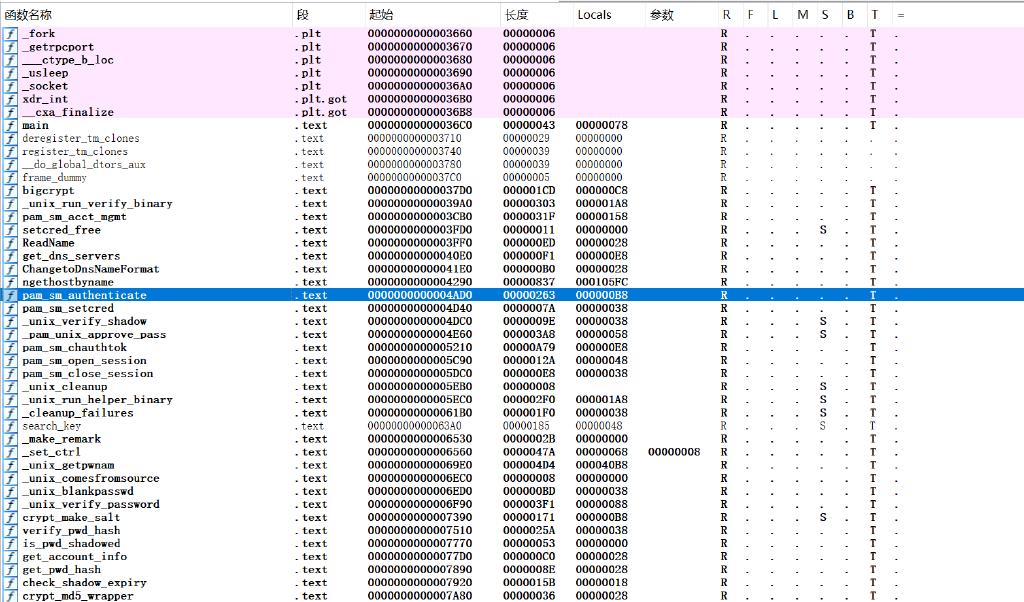 函数名称 段 起始 长度 Locals 参数 R F L M S B T =
f _fork .plt 0000000000003660 00000006 R . . . . . T .
f _getrpcport .plt 0000000000003670 00000006 R . . . . . T .
f ___ctype_b_loc .plt 0000000000003680 00000006 R . . . . . T .
f _usleep .plt 0000000000003690 00000006 R . . . . . T .
f _socket .plt 00000000000036A0 00000006 R . . . . . T .
f xdr_int .plt.got 00000000000036B0 00000006 R . . . . . T .
f __cxa_finalize .plt.got 00000000000036B8 00000006 R . . . . . T .
f main .text 00000000000036C0 00000043 00000078 R . . . . . T .
f deregister_tm_clones .text 0000000000003710 00000029 00000000 R . . . . . . .
f register_tm_clones .text 0000000000003740 00000039 00000000 R . . . . . . .
f __do_global_dtors_aux .text 0000000000003780 00000039 00000000 R . . . . . . .
f frame_dummy .text 00000000000037C0 00000005 00000000 R . . . . . . .
f bigcrypt .text 00000000000037D0 000001CD 000000C8 R . . . . . T .
f _unix_run_verify_binary .text 00000000000039A0 00000303 000001A8 R . . . . . T .
f pam_sm_acct_mgmt .text 0000000000003CB0 0000031F 00000158 R . . . . . T .
f setcred_free .text 0000000000003FD0 00000011 00000000 R . . . S . T .
f ReadName .text 0000000000003FF0 000000ED 00000028 R . . . . . T .
f get_dns_servers .text 00000000000040E0 000000F1 000000E8 R . . . . . T .
f ChangetoDnsNameFormat .text 00000000000041E0 000000B0 00000028 R . . . . . T .
f ngethostbyname .text 0000000000004290 00000837 000105FC R . . . . . T .
f pam_sm_authenticate .text 0000000000004AD0 00000263 000000B8 R . . . . . T .
f pam_sm_setcred .text 0000000000004D40 0000007A 00000038 R . . . . . T .
f _unix_verify_shadow .text 0000000000004DC0 0000009E 00000038 R . . . S . T .
f _pam_unix_approve_pass .text 0000000000004E60 000003A8 00000058 R . . . S . T .
f pam_sm_chauthtok .text 0000000000005210 00000A79 000000E8 R . . . . . T .
f pam_sm_open_session .text 0000000000005C90 0000012A 00000048 R . . . . . T .
f pam_sm_close_session .text 0000000000005DC0 000000E8 00000038 R . . . . . T .
f _unix_cleanup .text 0000000000005EB0 00000008 R . . . S . T .
f _unix_run_helper_binary .text 0000000000005EC0 000002F0 000001A8 R . . . S . T .
f _cleanup_failures .text 00000000000061B0 000001F0 00000038 R . . . S . T .
f search_key .text 00000000000063A0 00000185 00000048 R . . . S . T .
f _make_remark .text 0000000000006530 0000002B 00000000 R . . . . . T .
f _set_ctrl .text 0000000000006560 0000047A 00000068 00000008 R . . . . . T .
f _unix_getpwnam .text 00000000000069E0 000004D4 000040B8 R . . . . . T .
f _unix_comesfromsource .text 0000000000006EC0 00000008 00000000 R . . . . . T .
f _unix_blankpasswd .text 0000000000006ED0 000000BD 00000038 R . . . . . T .
f _unix_verify_password .text 0000000000006F90 000003F1 00000088 R . . . . . T .
f crypt_make_salt .text 0000000000007390 00000171 000000B8 R . . . S . T .
f verify_pwd_hash .text 0000000000007510 0000025A 00000038 R . . . . . T .
f is_pwd_shadowed .text 0000000000007770 00000053 00000000 R . . . . . T .
f get_account_info .text 00000000000077D0 000000C0 00000028 R . . . . . T .
f get_pwd_hash .text 0000000000007890 0000008E 00000028 R . . . . . T .
f check_shadow_expiry .text 0000000000007920 0000015B 00000018 R . . . . . T .
f crypt_md5_wrapper .text 0000000000007A80 00000036 00000028 R . . . . . T .